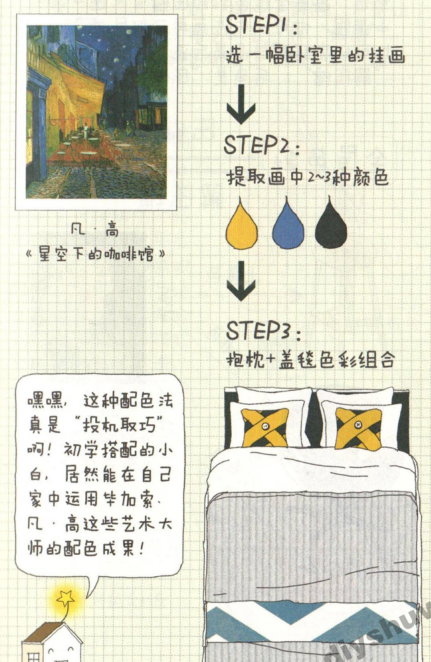 STEP1:
选一幅卧室里的挂画
STEP2:
提取画中2~3种颜色
凡·高
《星空下的咖啡馆》
STEP3:
抱枕+盖毯色彩组合
嘿嘿，这种配色法
真是“投机取巧”
啊！初学搭配的小
白，居然能在自己
家中运用毕加索·
凡·高这些艺术大
师的配色成果！